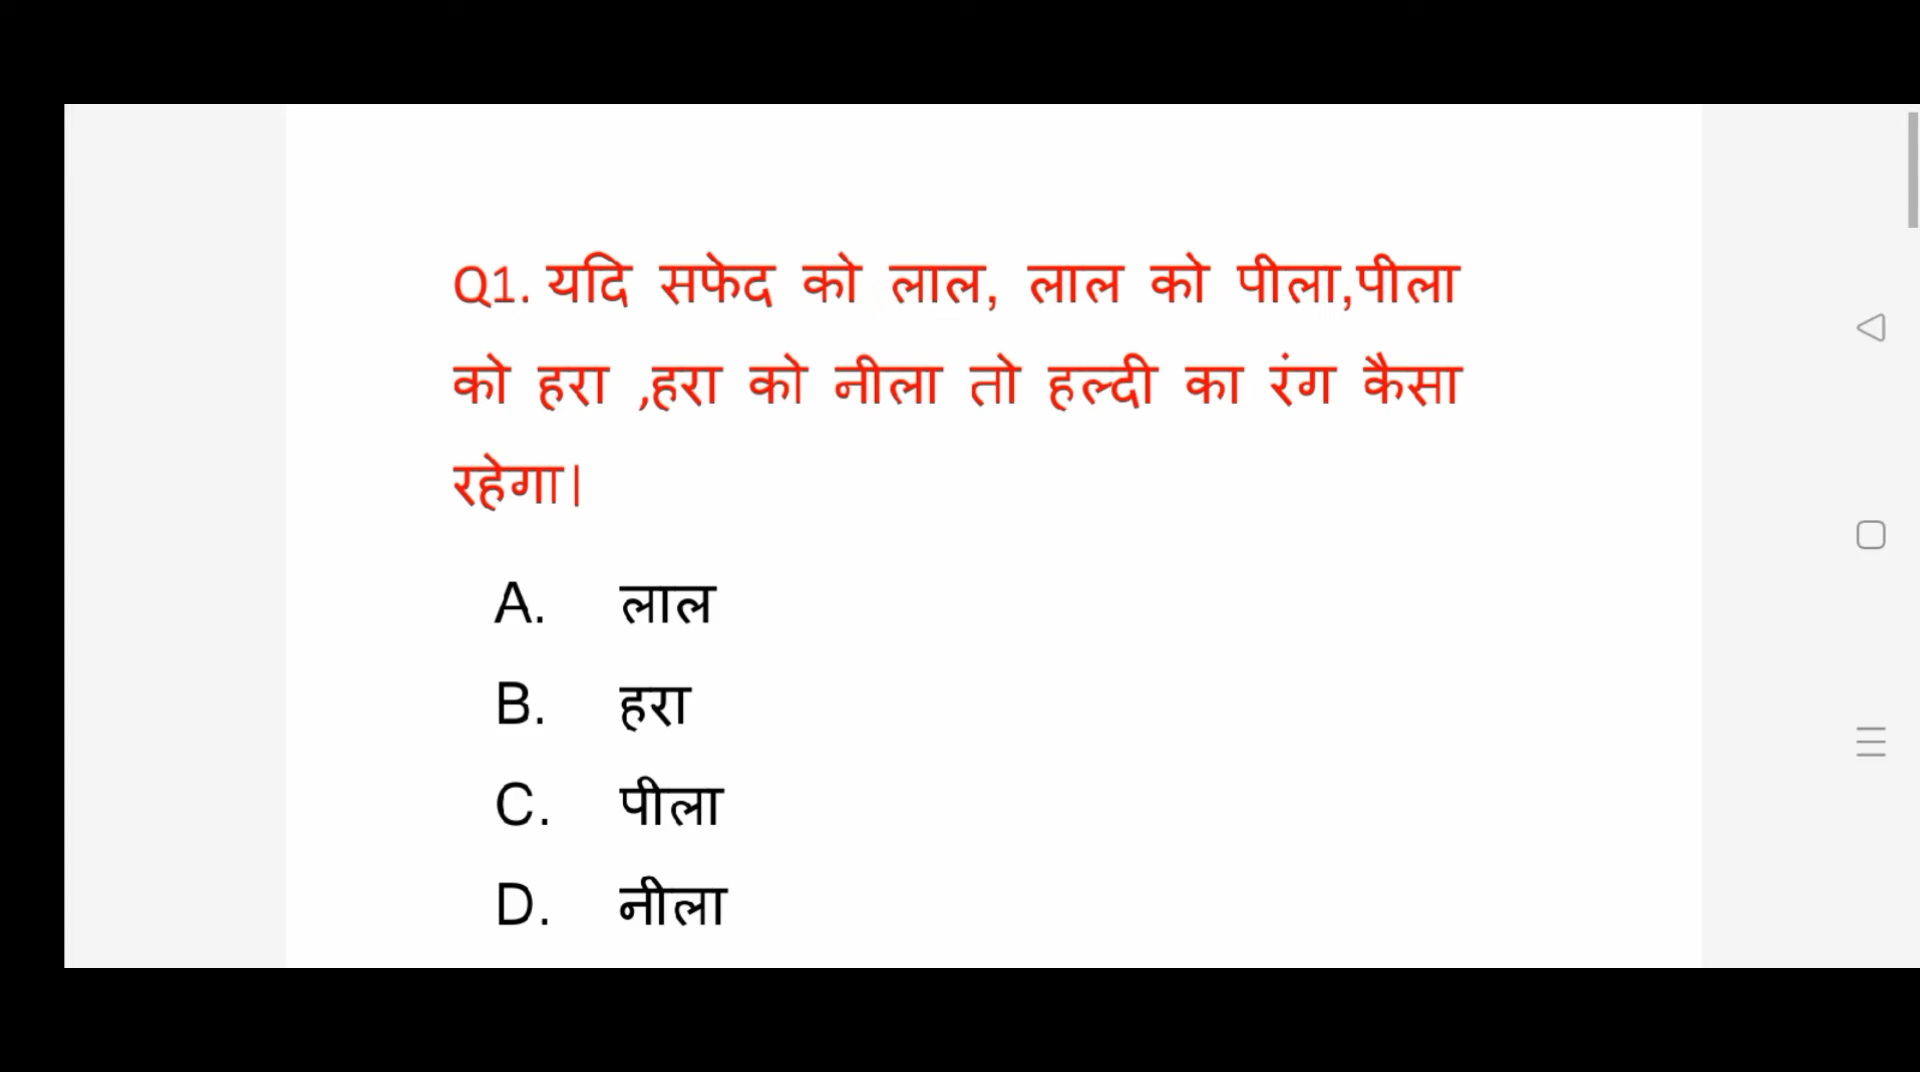 Q1. यदि सफेद को लाल, लाल को पीला,पीला
को हरा ,हरा को नीला तो हल्दी का रंग कैसा
रहेगा।
A. लाल
B. हरा
C. पीला
D. नीला